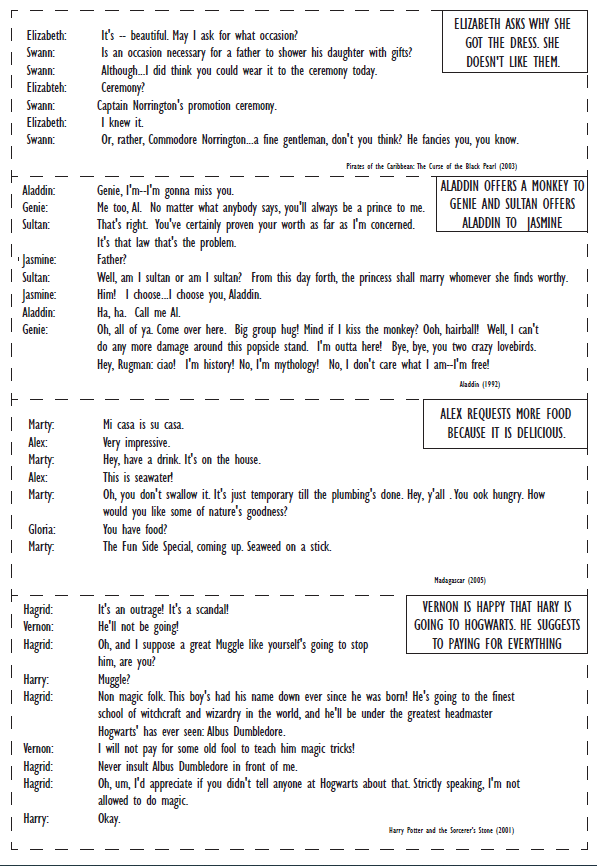 ELIZABETH ASKS WHY SHE
GOT THE DRESS. SHE
DOESN'T LIKE THEM.
Elizabeth: It's -- beautiful. May I ask for what occasion?
Swann: Is an occasion necessary for a father to shower his daughter with gifts?
Swann: Although...I did think you could wear it to the ceremony today.
Elizabteh: Ceremony?
Swann: Captain Norrington's promotion ceremony.
Elizabeth: I knew it.
Swann: Or, rather, Commodore Norrington...a fine gentleman, don't you think? He fancies you, you know.
Pirates of the Caribbean: The Curse of the Black Pearl (2003)
ALADDIN OFFERS A MONKEY TO
GENIE AND SULTAN OFFERS
ALADDIN TO JASMINE
Aladdin: Genie, I'm--I'm gonna miss you.
Genie: Me too, Al. No matter what anybody says, you'll always be a prince to me.
Sultan: That's right. You've certainly proven your worth as far as I'm concerned.
It's that law that's the problem.
Jasmine: Father?
Sultan: Well, am I sultan or am I sultan? From this day forth, the princess shall marry whomever she finds worthy.
Jasmine: Him! I choose...I choose you, Aladdin.
Aladdin: Ha, ha. Call me Al.
Genie: Oh, all of ya. Come over here. Big group hug! Mind if I kiss the monkey? Ooh, hairball! Well, I can't
do any more damage around this popsicle stand. I'm outta here! Bye, bye, you two crazy lovebirds.
Hey, Rugman: ciao! I'm history! No, I'm mythology! No, I don't care what I am--I'm free!
Aladdin (1992)
ALEX REQUESTS MORE FOOD
BECAUSE IT IS DELICIOUS.
Marty: Mi casa is su casa.
Alex: Very impressive.
Marty: Hey, have a drink. It's on the house.
Alex: This is seawater!
Marty: Oh, you don't swallow it. It's just temporary till the plumbing's done. Hey, y'all . You ook hungry. How
would you like some of nature's goodness?
Gloria: You have food?
Marty: The Fun Side Special, coming up. Seaweed on a stick.
Madagascar (2005)
VERNON IS HAPPY THAT HARY IS
GOING TO HOGWARTS. HE SUGGESTS
TO PAYING FOR EVERYTHING
Hagrid: It's an outrage! It's a scandal!
Vernon: He'll not be going!
Hagrid: Oh, and I suppose a great Muggle like yourself's going to stop
him, are you?
Harry: Muggle?
Hagrid: Non magic folk. This boy's had his name down ever since he was born! He's going to the finest
school of witchcraft and wizardry in the world, and he'll be under the greatest headmaster
Hogwarts' has ever seen: Albus Dumbledore.
Vernon: I will not pay for some old fool to teach him magic tricks!
Hagrid: Never insult Albus Dumbledore in front of me.
Hagrid: Oh, um, I'd appreciate if you didn't tell anyone at Hogwarts about that. Strictly speaking, I'm not
allowed to do magic.
Harry: Okay.
Harry Potter and the Sorcerer's Stone (2001)